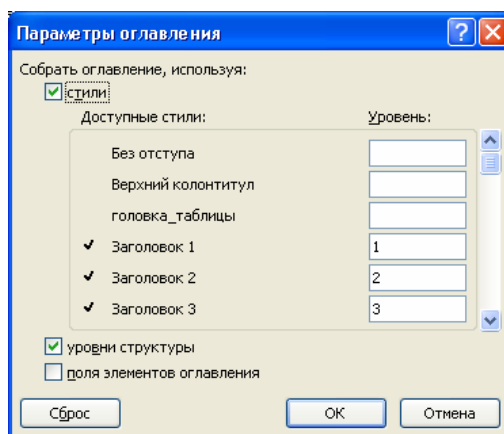 Параметры оглавления
Собрать оглавление, используя:
стили
Доступные стили: Уровень:
Без отступа
Верхний колонтитул
головка_таблицы
Заголовок 1 1
Заголовок 2 2
Заголовок 3 3
уровни структуры
поля элементов оглавления
Сброс ОК Отмена